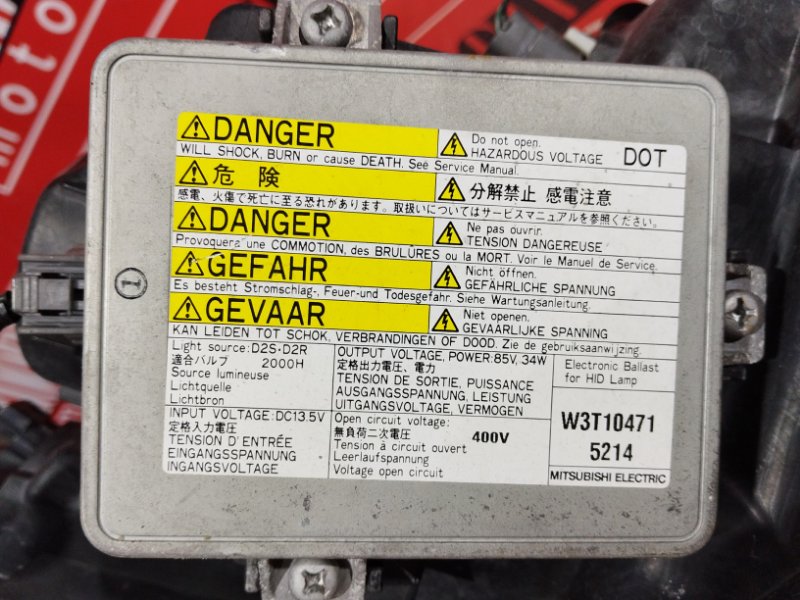 moto
⚠DANGER
Do not open.
HAZARDOUS VOLTAGE
DOT
WILL SHOCK, BURN or cause DEATH. See Service Manual.
⚠危険
分解禁止 感電注意
感電、火傷で死亡に至る恐れがあります。取扱いについてはサービスマニュアルを参照ください。
⚠DANGER
Ne pas ouvrir.
TENSION DANGEREUSE
Provoquera une COMMOTION, des BRULÛRES ou la MORT. Voir le Manuel de Service.
⚠GEFAHR
Nicht öffnen.
GEFÄHRLICHE SPANNUNG
Es besteht Stromschlag-, Feuer-und Todesgefahr. Siehe Wartungsanleitung.
⚠GEVAAR
Niet openen.
GEVAARLIJKE SPANNING
KAN LEIDEN TOT SCHOK, VERBRANDINGEN OF DOOD. Zie de gebruiksaanwijzing.
Light source:D2S・D2R
適合バルブ 2000H
Source lumineuse
Lichtquelle
Lichtbron
OUTPUT VOLTAGE, POWER:85V, 34W
定格出力電圧、電力
TENSION DE SORTIE, PUISSANCE
AUSGANGSSPANNUNG, LEISTUNG
UITGANGSVOLTAGE, VERMOGEN
Electronic Ballast
for HID Lamp
INPUT VOLTAGE:DC13.5V
定格入力電圧
TENSION D'ENTRÉE
EINGANGSSPANNUNG
INGANGSVOLTAGE
Open circuit voltage:
無負荷二次電圧 400V
Tension à circuit ouvert
Leerlaufspannung
Voltage open circuit
W3T10471
5214
MITSUBISHI ELECTRIC
1